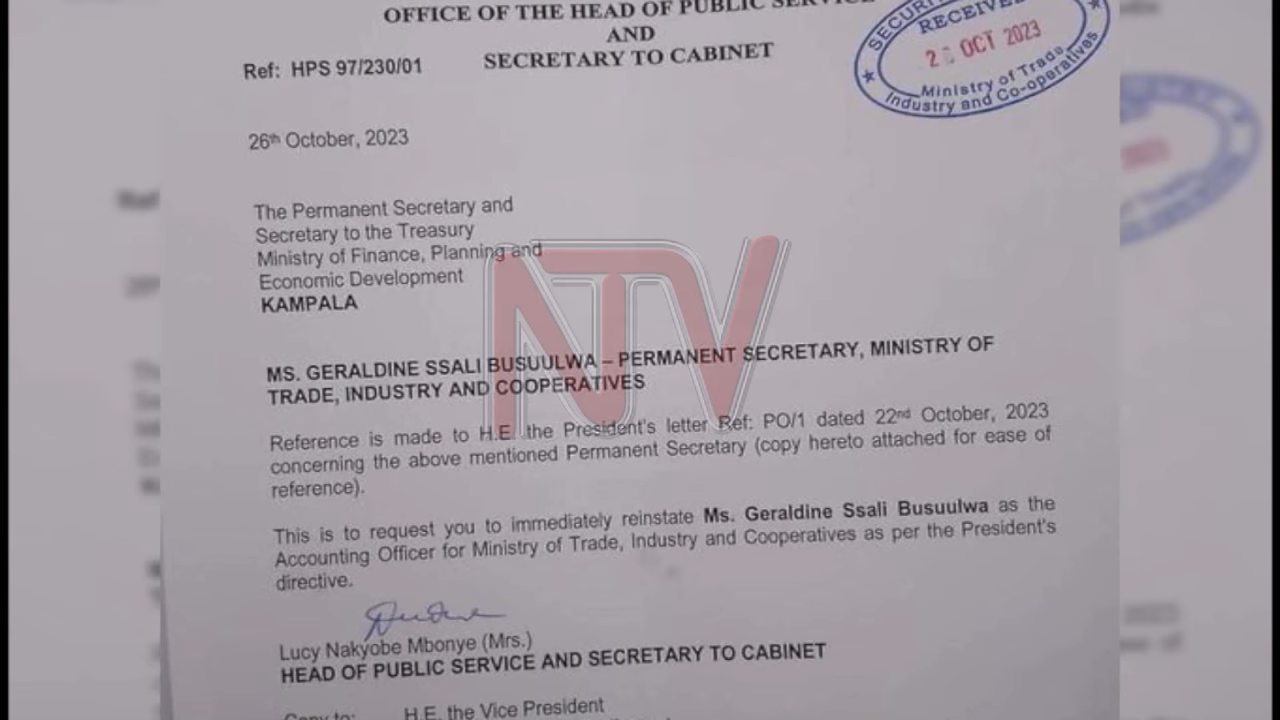 OFFICE OF THE HEAD OF PUBLIC SERVICE
AND
SECRETARY TO CABINET
Ref: HPS 97/230/01
RECEIVED
OCT 2023
Ministry of Trade
Industry and Co-operatives
26th October, 2023
The Permanent Secretary and
Secretary to the Treasury
Ministry of Finance, Planning and
Economic Development
KAMPALA
NTV
MS. GERALDINE SSALI BUSUULWA – PERMANENT SECRETARY, MINISTRY OF
TRADE, INDUSTRY AND COOPERATIVES
Reference is made to H.E. the President's letter Ref: PO/1 dated 22nd October, 2023
concerning the above mentioned Permanent Secretary (copy hereto attached for ease of
reference).
This is to request you to immediately reinstate Ms. Geraldine Ssali Busuulwa as the
Accounting Officer for Ministry of Trade, Industry and Cooperatives as per the President's
directive.
Lucy Nakyobe Mbonye (Mrs.)
HEAD OF PUBLIC SERVICE AND SECRETARY TO CABINET
Copy to: H.E. the Vice President